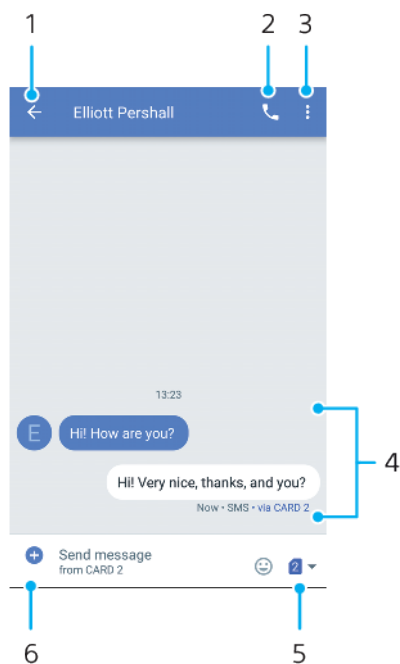 1 2 3
Elliott Pershall
13:23
E Hi! How are you?
4
Hi! Very nice, thanks, and you?
Now • SMS • via CARD 2
Send message
from CARD 2
2
6 5